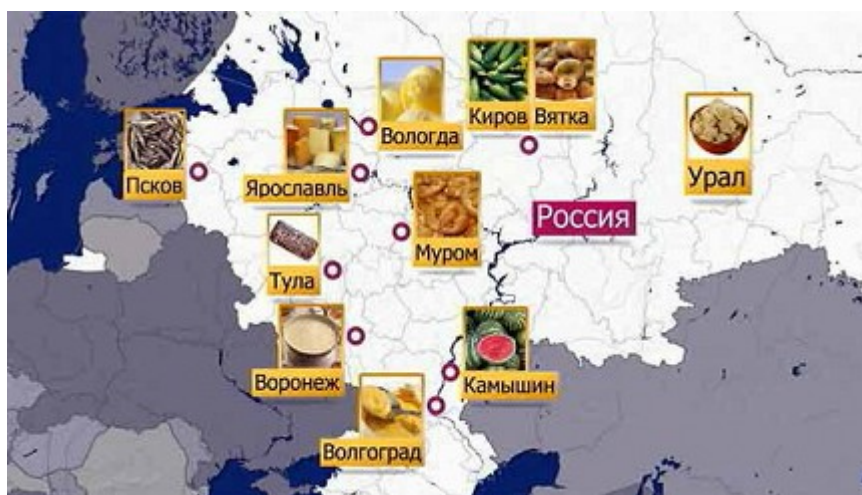 Киров
Вятка
Вологда
Псков
Ярославль
Урал
Россия
Муром
Тула
Воронеж
Камышин
Волгоград